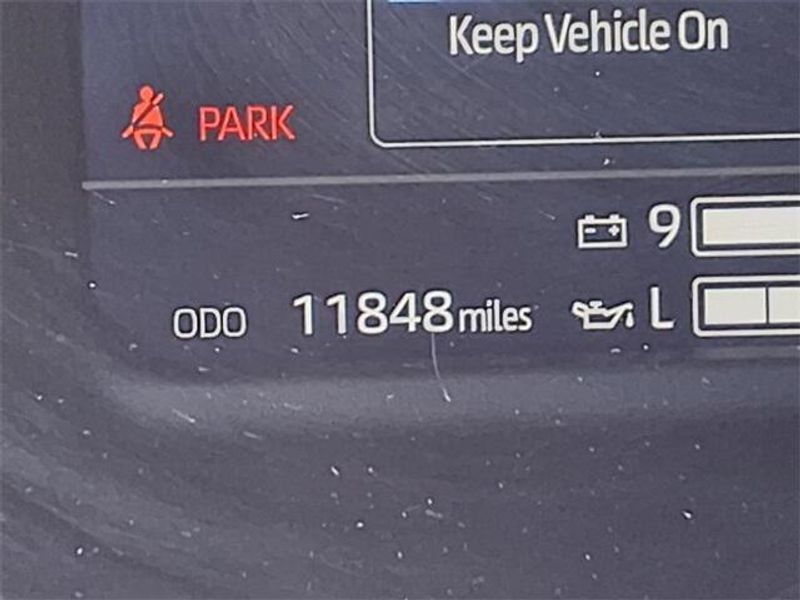 Keep Vehicle On
PARK
9
ODO 11848 miles L